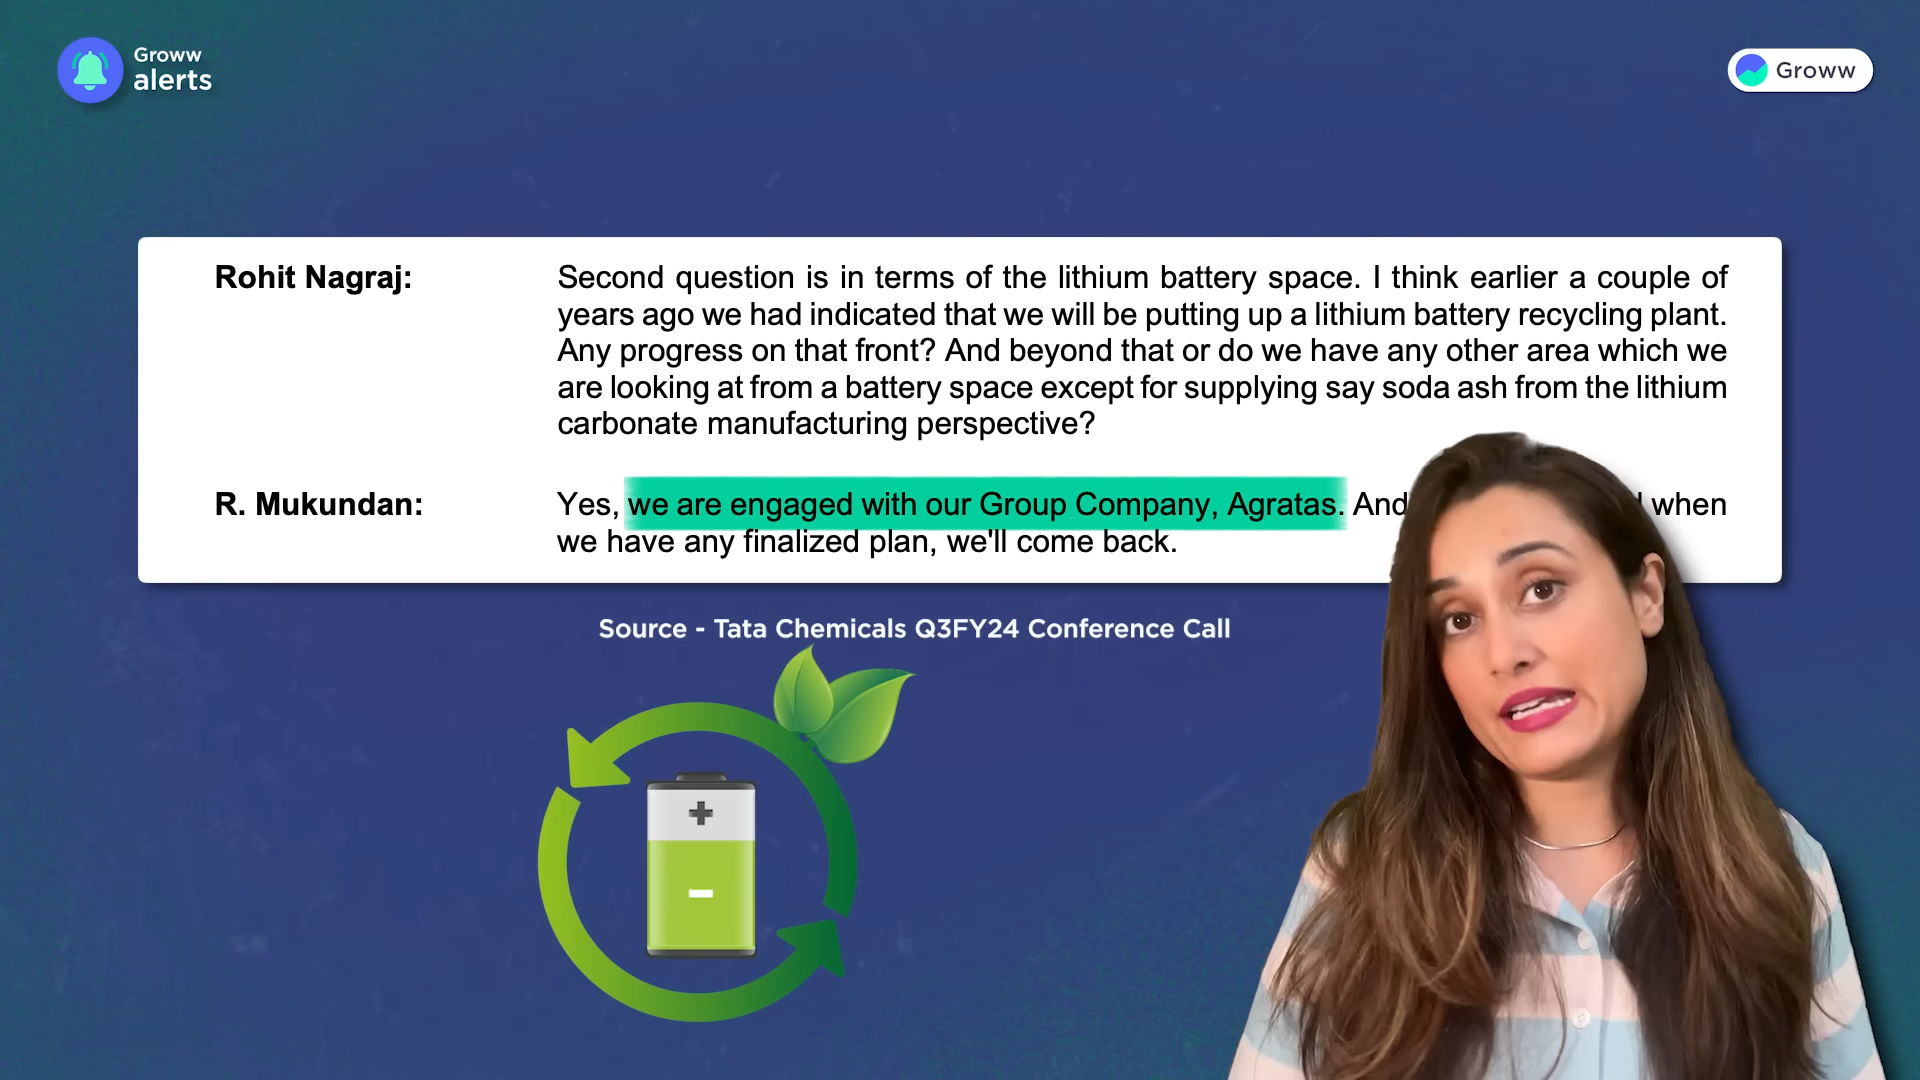 Groww
alerts
Groww
Rohit Nagraj:
Second question is in terms of the lithium battery space. I think earlier a couple of
years ago we had indicated that we will be putting up a lithium battery recycling plant.
Any progress on that front? And beyond that or do we have any other area which we
are looking at from a battery space except for supplying say soda ash from the lithium
carbonate manufacturing perspective?
R. Mukundan:
Yes, we are engaged with our Group Company, Agratas. And when
we have any finalized plan, we'll come back.
Source - Tata Chemicals Q3FY24 Conference Call